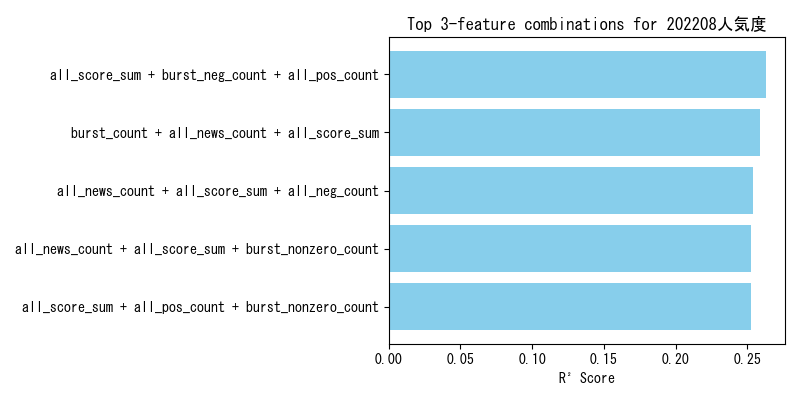 Top 3-feature combinations for 202208人気度
all_score_sum + burst_neg_count + all_pos_count
burst_count + all_news_count + all_score_sum
all_news_count + all_score_sum + all_neg_count
all_news_count + all_score_sum + burst_nonzero_count
all_score_sum + all_pos_count + burst_nonzero_count
0.00 0.05 0.10 0.15 0.20 0.25
R² Score